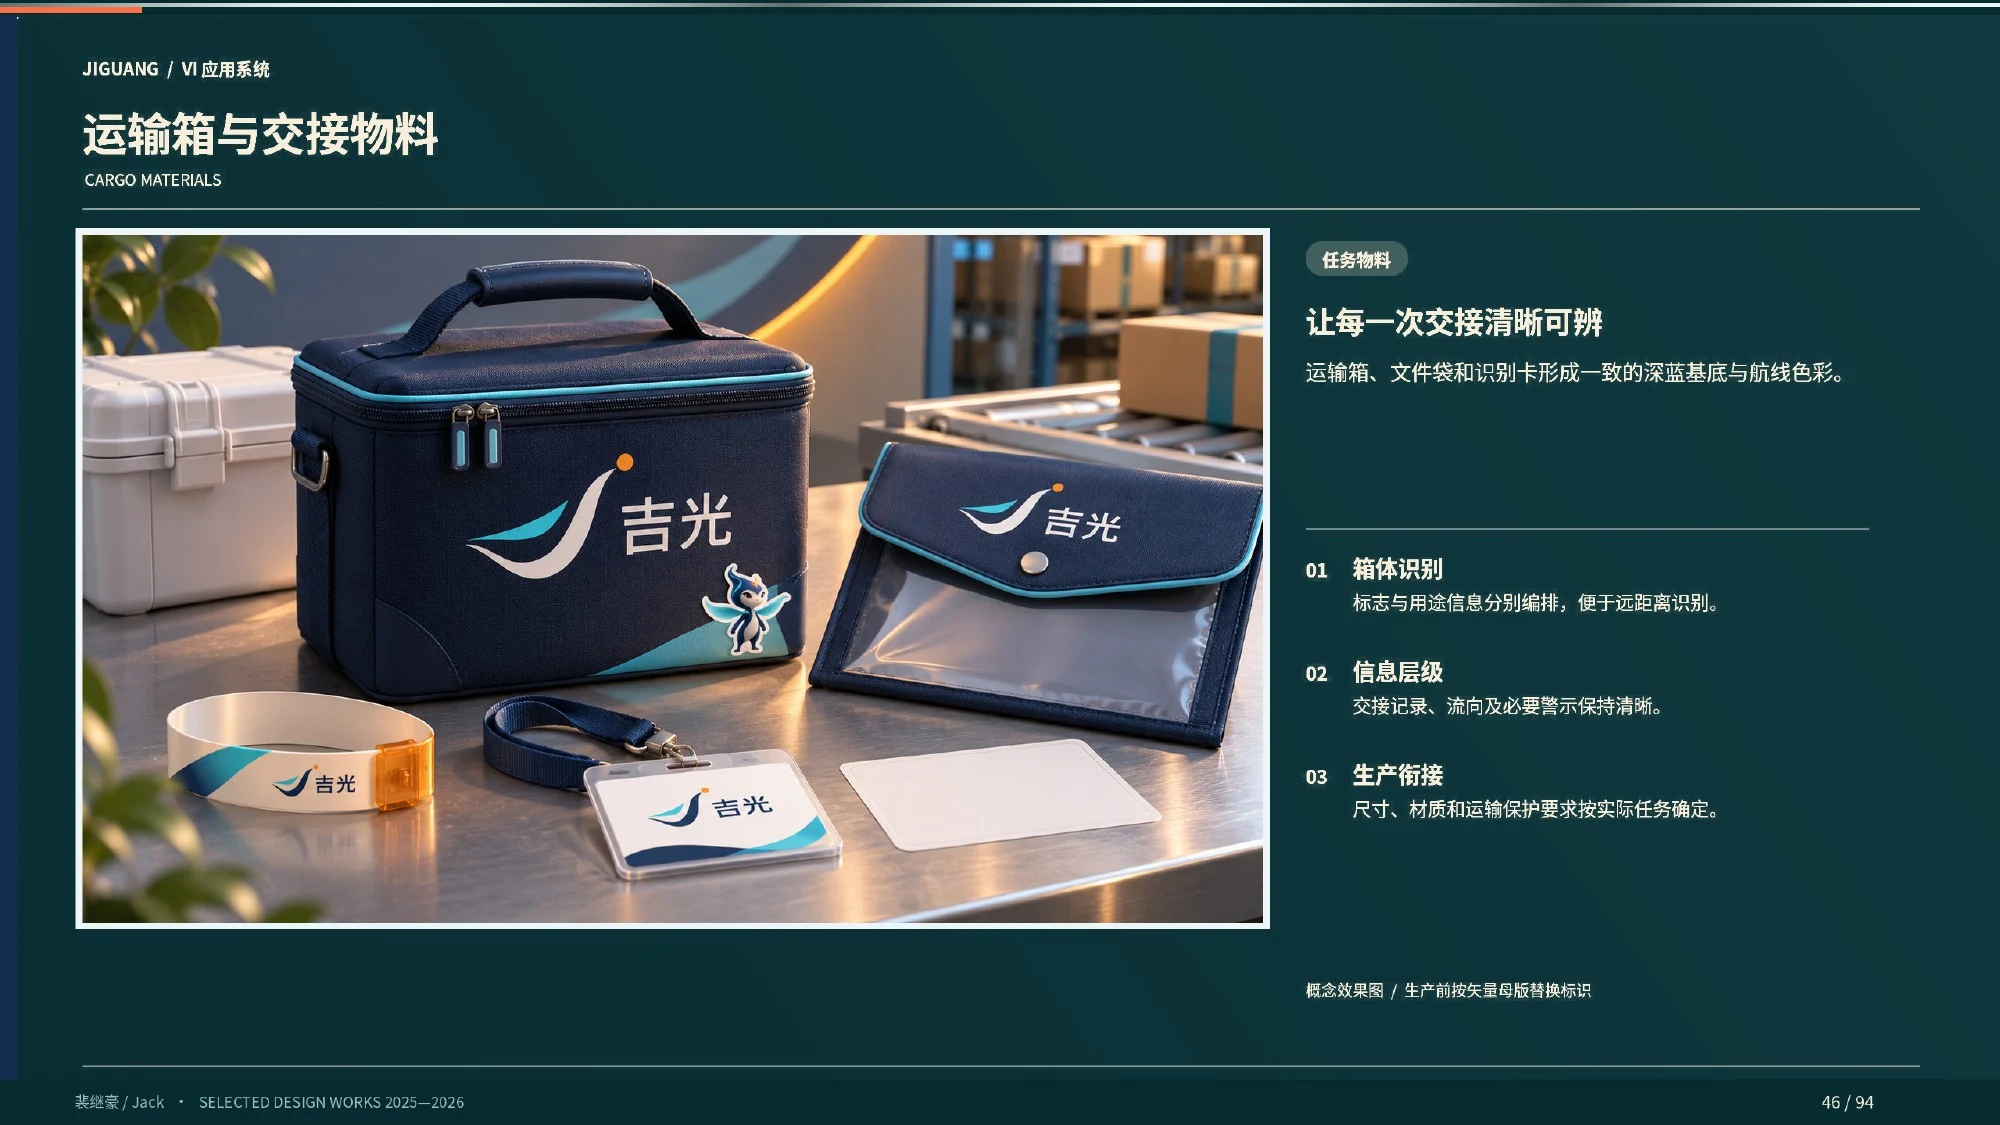 JIGUANG / VI 应用系统
运输箱与交接物料
CARGO MATERIALS
吉光
吉光
吉光
吉光
任务物料
让每一次交接清晰可辨
运输箱、文件袋和识别卡形成一致的深蓝基底与航线色彩。
01 箱体识别
标志与用途信息分别编排，便于远距离识别。
02 信息层级
交接记录、流向及必要警示保持清晰。
03 生产衔接
尺寸、材质和运输保护要求按实际任务确定。
概念效果图 / 生产前按矢量母版替换标识
裴继豪 / Jack · SELECTED DESIGN WORKS 2025—2026
46 / 94